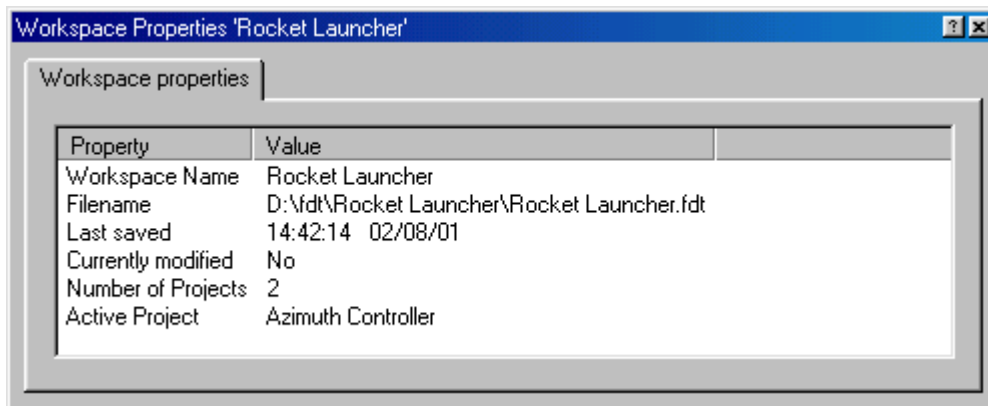 Workspace Properties 'Rocket Launcher'
Workspace properties
Property Value
Workspace Name Rocket Launcher
Filename D:\fdt\Rocket Launcher\Rocket Launcher.fdt
Last saved 14:42:14 02/08/01
Currently modified No
Number of Projects 2
Active Project Azimuth Controller